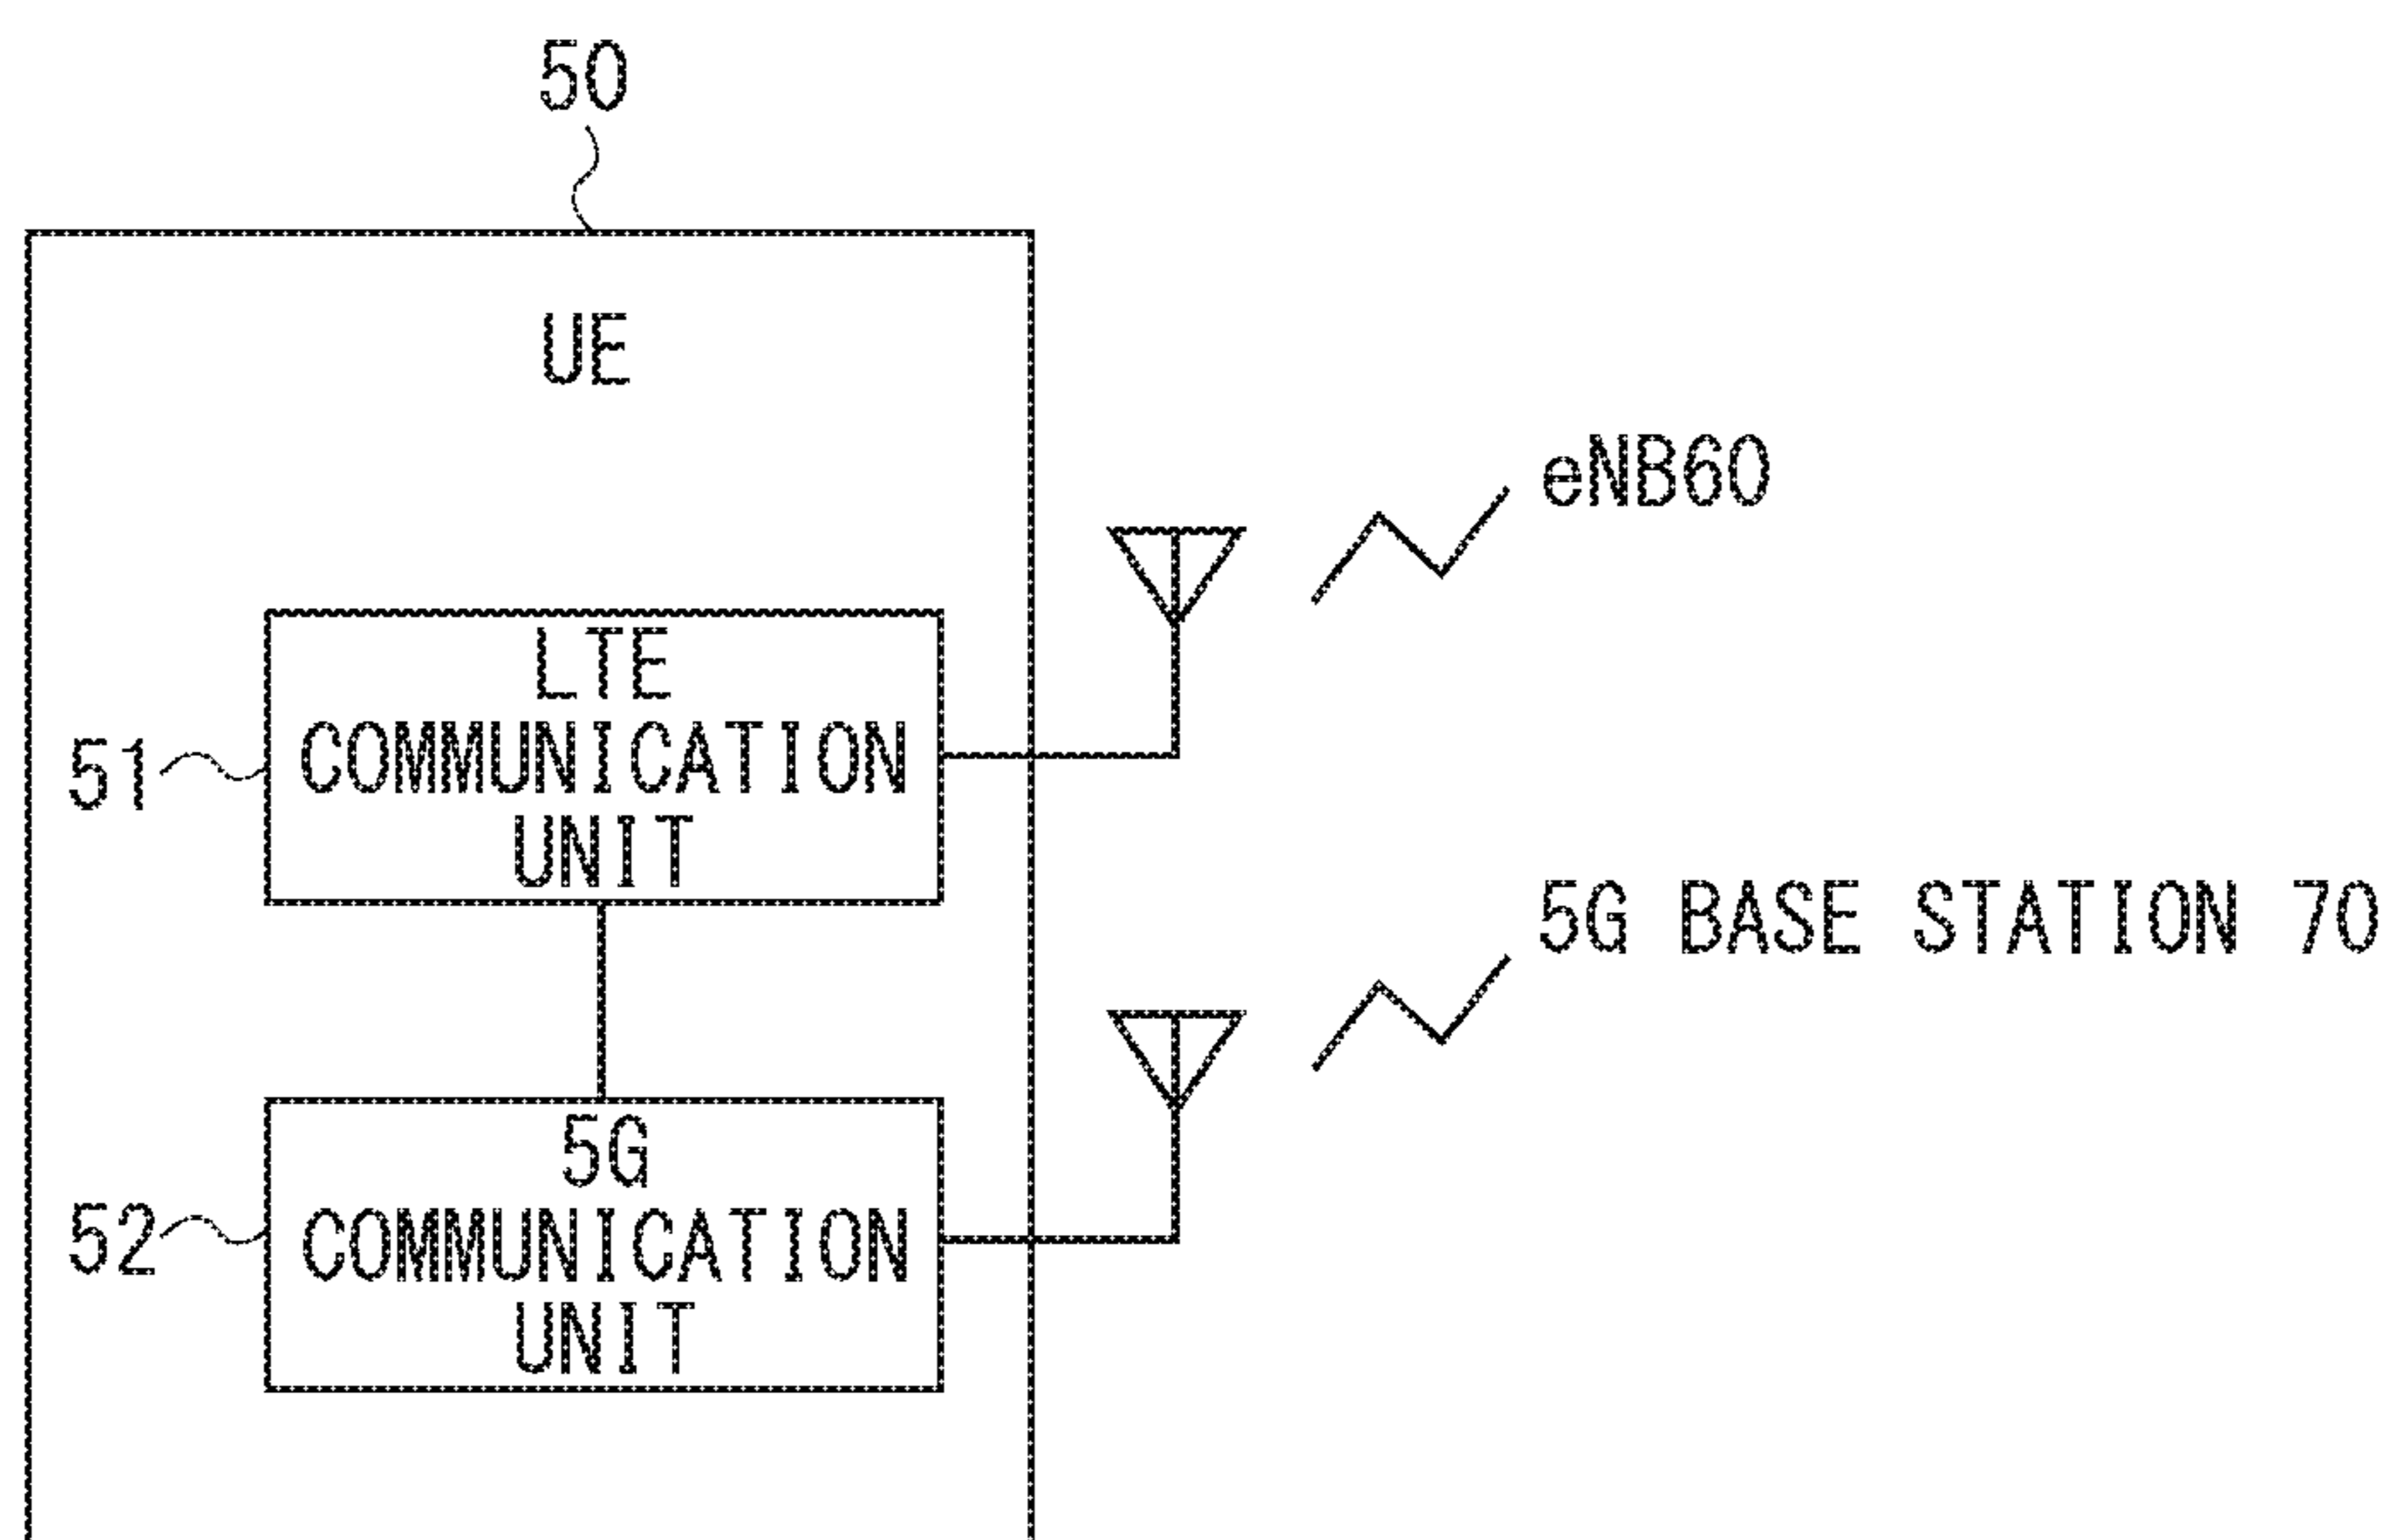 50
UE
eNB60
LTE
COMMUNICATION
UNIT
51
5G BASE STATION 70
5G
COMMUNICATION
UNIT
52